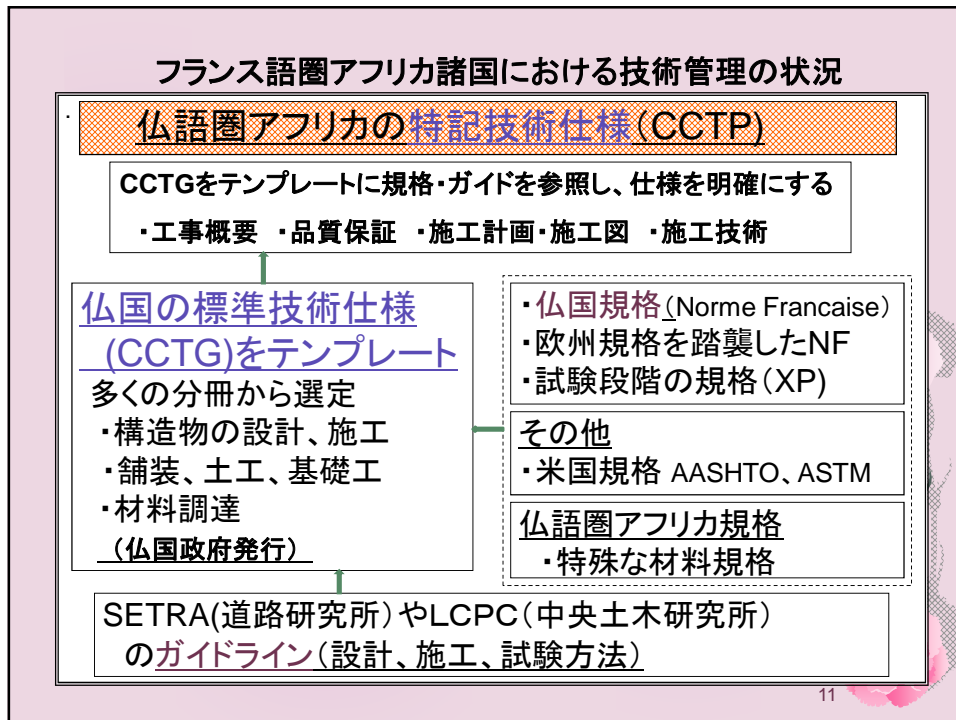 フランス語圏アフリカ諸国における技術管理の状況
.
仏語圏アフリカの特記技術仕様(CCTP)
CCTGをテンプレートに規格・ガイドを参照し、仕様を明確にする
・工事概要 ・品質保証 ・施工計画・施工図 ・施工技術
仏国の標準技術仕様
(CCTG)をテンプレート
多くの分冊から選定
・構造物の設計、施工
・舗装、土工、基礎工
・材料調達
(仏国政府発行)
・仏国規格(Norme Francaise)
・欧州規格を踏襲したNF
・試験段階の規格(XP)
その他
・米国規格 AASHTO、ASTM
仏語圏アフリカ規格
・特殊な材料規格
SETRA(道路研究所)やLCPC(中央土木研究所)
のガイドライン(設計、施工、試験方法)
11